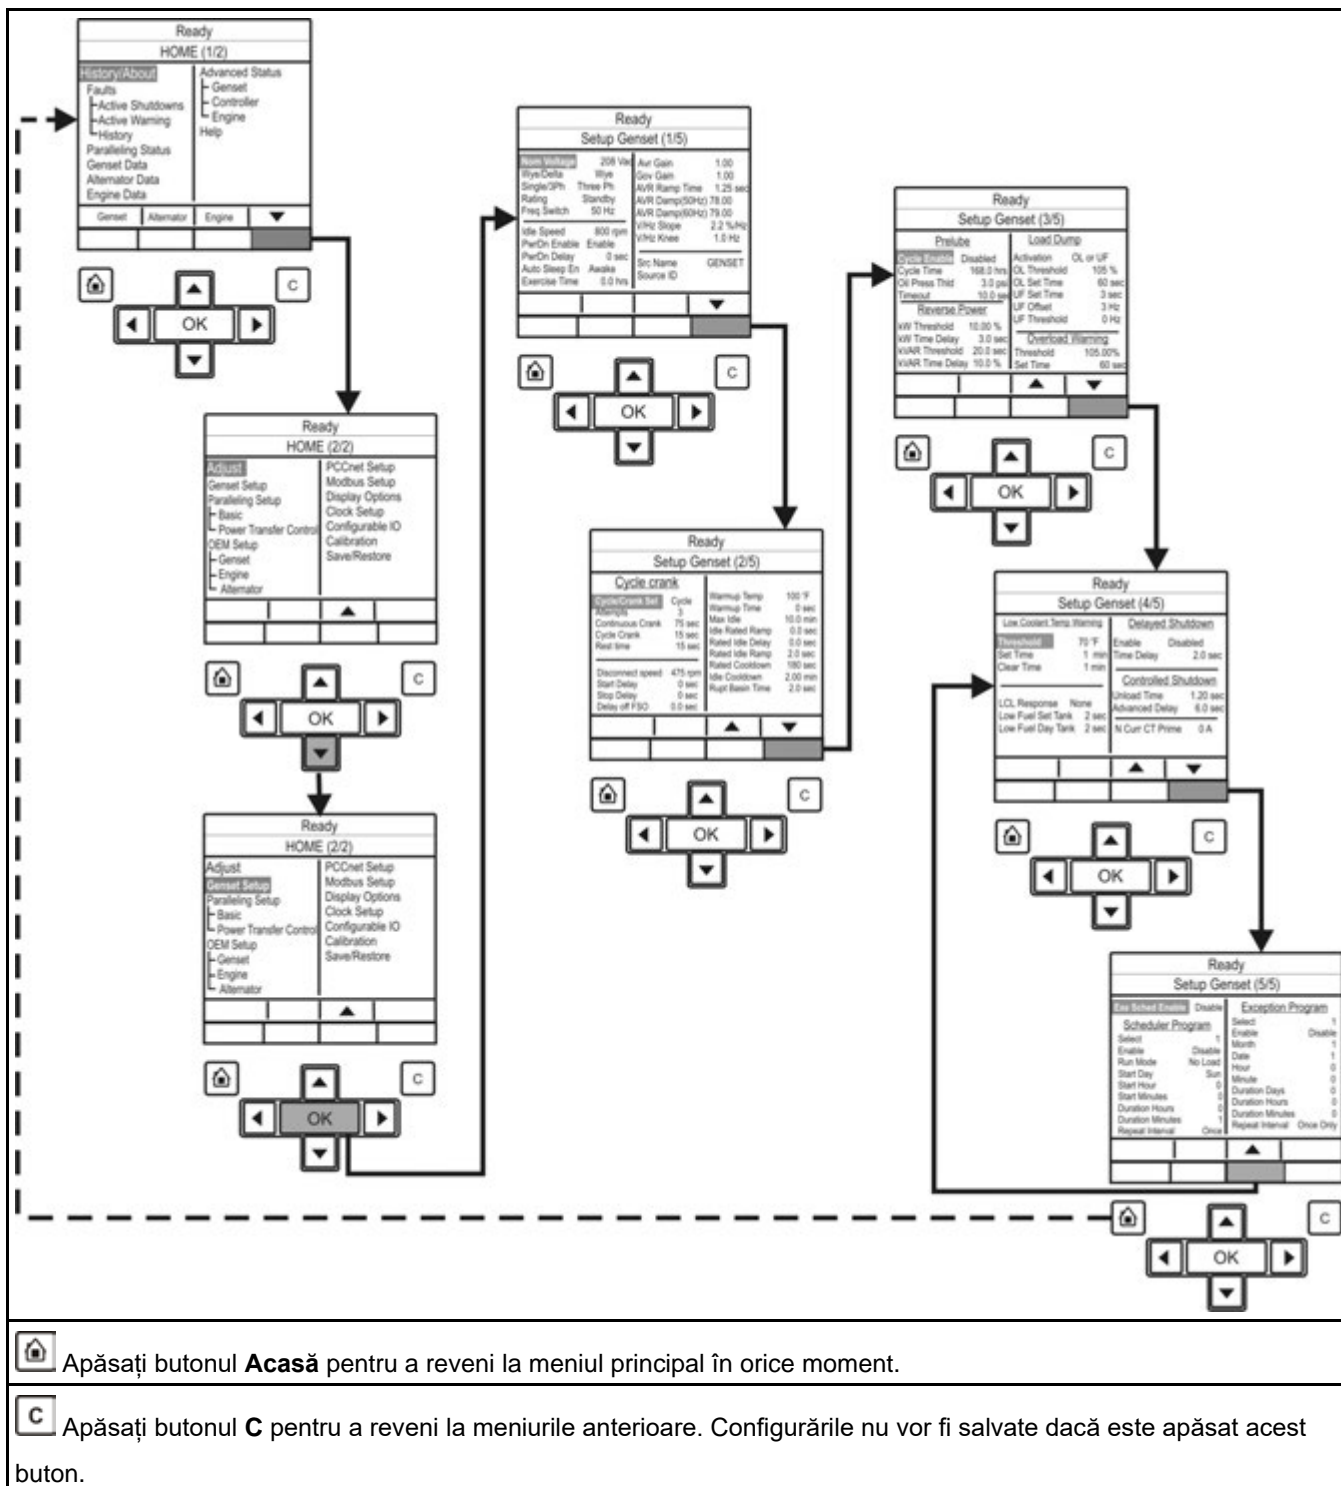 Ready
HOME (1/2)
History/About
Faults
Active Shutdowns
Active Warning
History
Paralleling Status
Genset Data
Alternator Data
Engine Data
Advanced Status
Genset
Controller
Engine
Help
Genset Alternator Engine
C
OK
Ready
HOME (2/2)
Adjust
Genset Setup
Paralleling Setup
Basic
Power Transfer Control
OEM Setup
Genset
Engine
Alternator
PCCnet Setup
Modbus Setup
Display Options
Clock Setup
Configurable IO
Calibration
Save/Restore
C
OK
Ready
HOME (2/2)
Adjust
Genset Setup
Paralleling Setup
Basic
Power Transfer Control
OEM Setup
Genset
Engine
Alternator
PCCnet Setup
Modbus Setup
Display Options
Clock Setup
Configurable IO
Calibration
Save/Restore
C
OK
Ready
Setup Genset (1/5)
Nom Voltage 208 Vac
Wye/Delta Wye
Single/3Ph Three Ph
Rating Standby
Freq Switch 50 Hz
Idle Speed 800 rpm
PwrDn Enable Enable
PwrDn Delay 0 sec
Auto Sleep En Awake
Exercise Time 0.0 hrs
Avr Gain 1.00
Gov Gain 1.00
AVR Ramp Time 1.25 sec
AVR Damp(50Hz) 78.00
AVR Damp(60Hz) 79.00
V/Hz Slope 2.2 %/Hz
V/Hz Knee 1.0 Hz
Src Name GENSET
Source ID
C
OK
Ready
Setup Genset (2/5)
Cycle crank
Cycle/Crank Sel Cycle
Attempts 3
Continuous Crank 75 sec
Cycle Crank 15 sec
Rest time 15 sec
Disconnect speed 475 rpm
Start Delay 0 sec
Stop Delay 0 sec
Delay off FSO 0.0 sec
Warmup Temp 100 °F
Warmup Time 0 sec
Max Idle 10.0 min
Idle Rated Ramp 0.0 sec
Rated Idle Delay 0.0 sec
Rated Idle Ramp 2.0 sec
Rated Cooldown 180 sec
Idle Cooldown 2.00 min
Rupt Basin Time 2.0 sec
C
OK
Ready
Setup Genset (3/5)
Prelube
Cycle Enable Disabled
Cycle Time 168.0 hrs
Oil Press Thld 3.0 psi
Timeout 10.0 sec
Reverse Power
kW Threshold 10.00 %
kW Time Delay 3.0 sec
kVAR Threshold 20.0 sec
kVAR Time Delay 10.0 %
Load Dump
Activation OL or UF
OL Threshold 105 %
OL Set Time 60 sec
UF Set Time 3 sec
UF Offset 3 Hz
UF Threshold 0 Hz
Overload Warning
Threshold 105.00%
Set Time 60 sec
C
OK
Ready
Setup Genset (4/5)
Low.Coolant.Temp.Warning
Threshold 70 °F
Set Time 1 min
Clear Time 1 min
LCL Response None
Low Fuel Set Tank 2 sec
Low Fuel Day Tank 2 sec
Delayed Shutdown
Enable Disabled
Time Delay 2.0 sec
Controlled Shutdown
Unload Time 1.20 sec
Advanced Delay 6.0 sec
N Curr CT Prime 0 A
C
OK
Ready
Setup Genset (5/5)
Exe Sched Enable Disable
Scheduler Program
Select 1
Enable Disable
Run Mode No Load
Start Day Sun
Start Hour 0
Start Minutes 0
Duration Hours 0
Duration Minutes 1
Repeat Interval Once
Exception Program
Select 1
Enable Disable
Month 1
Date 1
Hour 0
Minute 0
Duration Days 0
Duration Hours 0
Duration Minutes 0
Repeat Interval Once Only
C
OK
Apăsați butonul Acasă pentru a reveni la meniul principal în orice moment.
C Apăsați butonul C pentru a reveni la meniurile anterioare. Configurările nu vor fi salvate dacă este apăsat acest
buton.